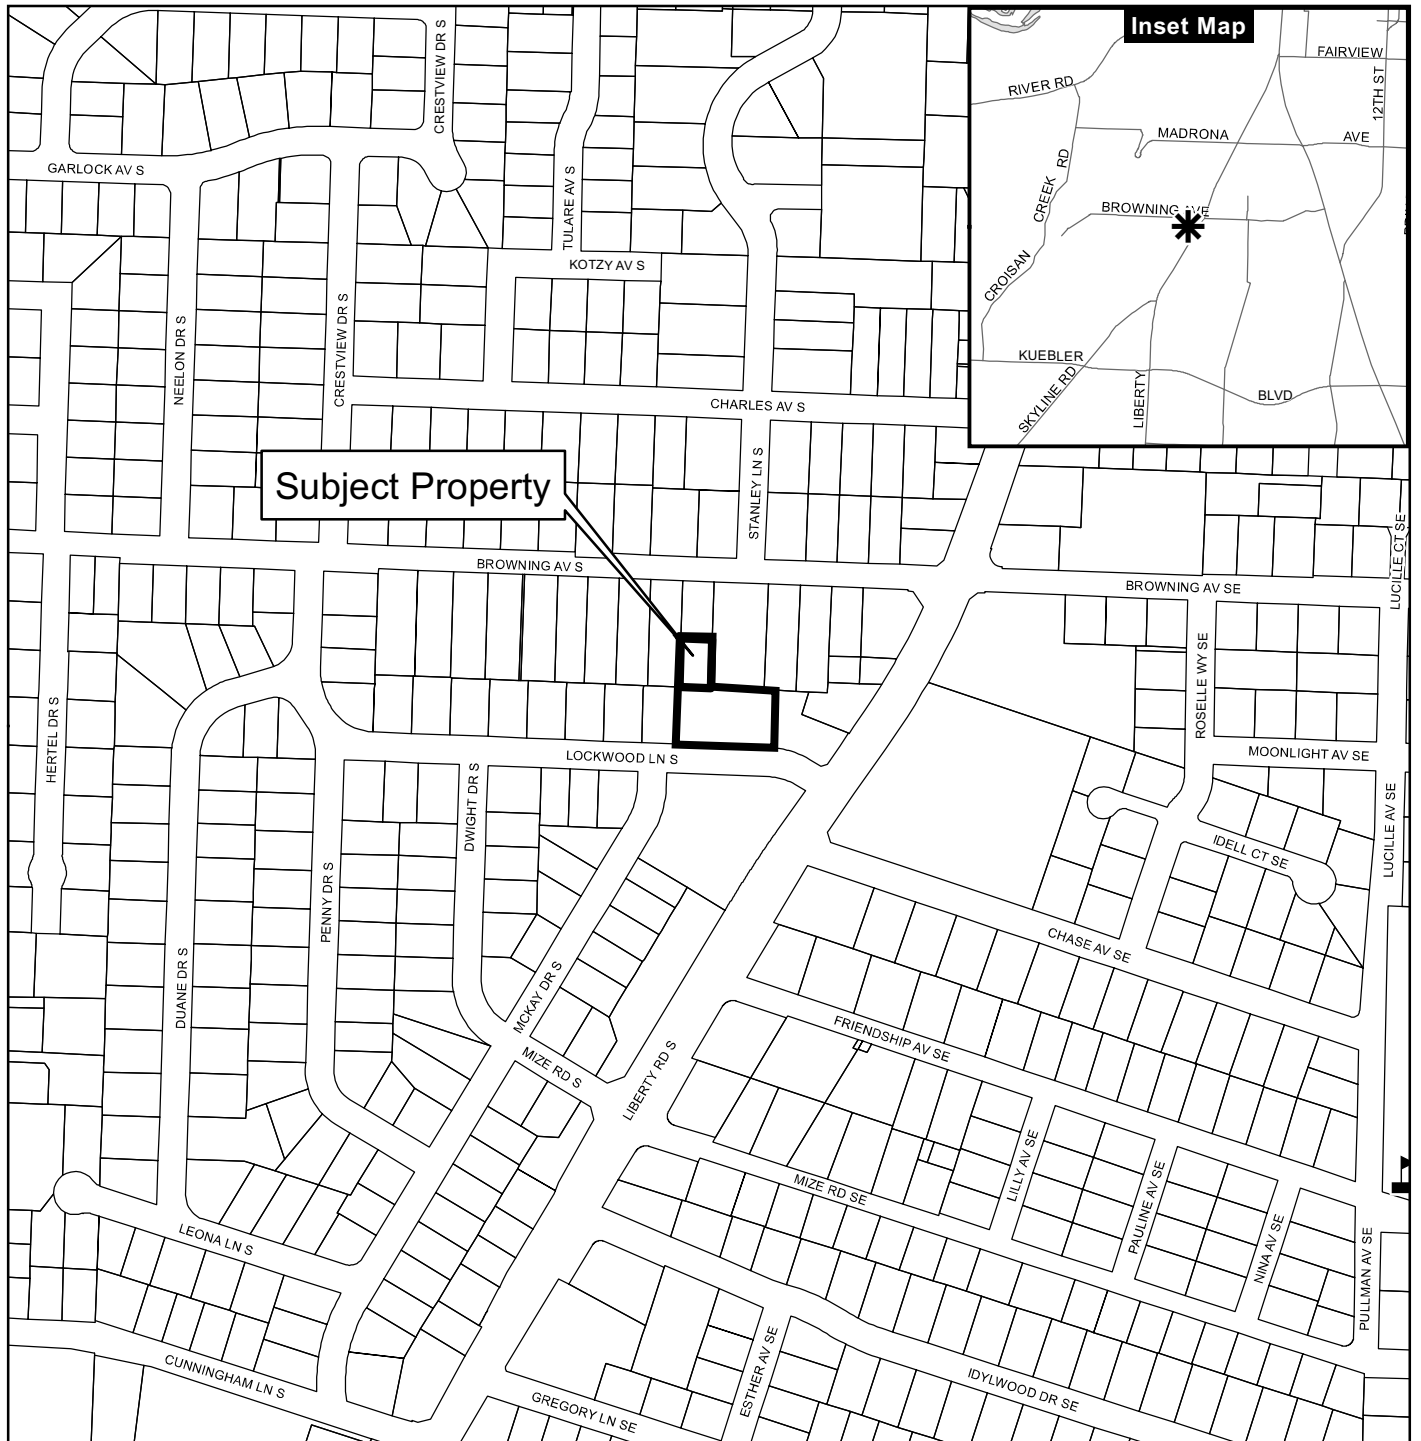 Inset Map
FAIRVIEW
12TH ST
RIVER RD
MADRONA
AVE
CREEK RD
BROWNING AVE
CROISAN
KUEBLER
SKYLINE RD
LIBERTY
BLVD
CRESTVIEW DR S
GARLOCK AV S
TULARE AV S
KOTZY AV S
NEELON DR S
CRESTVIEW DR S
CHARLES AV S
STANLEY LN S
Subject Property
BROWNING AV S
BROWNING AV SE
LUCILLE CT SE
ROSELLE WY SE
HERTEL DR S
LOCKWOOD LN S
MOONLIGHT AV SE
DWIGHT DR S
LUCILLE AV SE
IDELL CT SE
PENNY DR S
CHASE AV SE
DUANE DR S
MCKAY DR S
FRIENDSHIP AV SE
MIZE RD S
LIBERTY RD S
LILLY AV SE
MIZE RD SE
PAULINE AV SE
NINA AV SE
PULLMAN AV SE
LEONA LN S
CUNNINGHAM LN S
ESTHER AV SE
IDYLWOOD DR SE
GREGORY LN SE